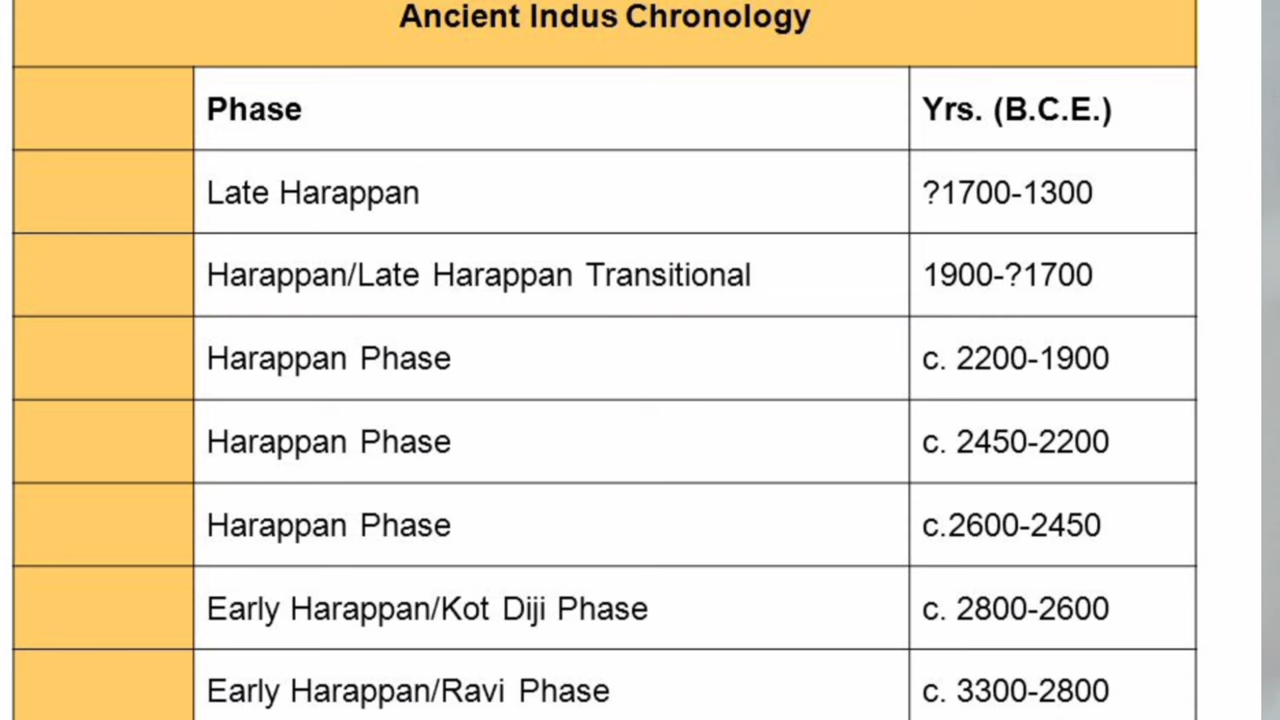 Ancient Indus Chronology
Phase Yrs. (B.C.E.)
Late Harappan ?1700-1300
Harappan/Late Harappan Transitional 1900-?1700
Harappan Phase c. 2200-1900
Harappan Phase c. 2450-2200
Harappan Phase c.2600-2450
Early Harappan/Kot Diji Phase c. 2800-2600
Early Harappan/Ravi Phase c. 3300-2800